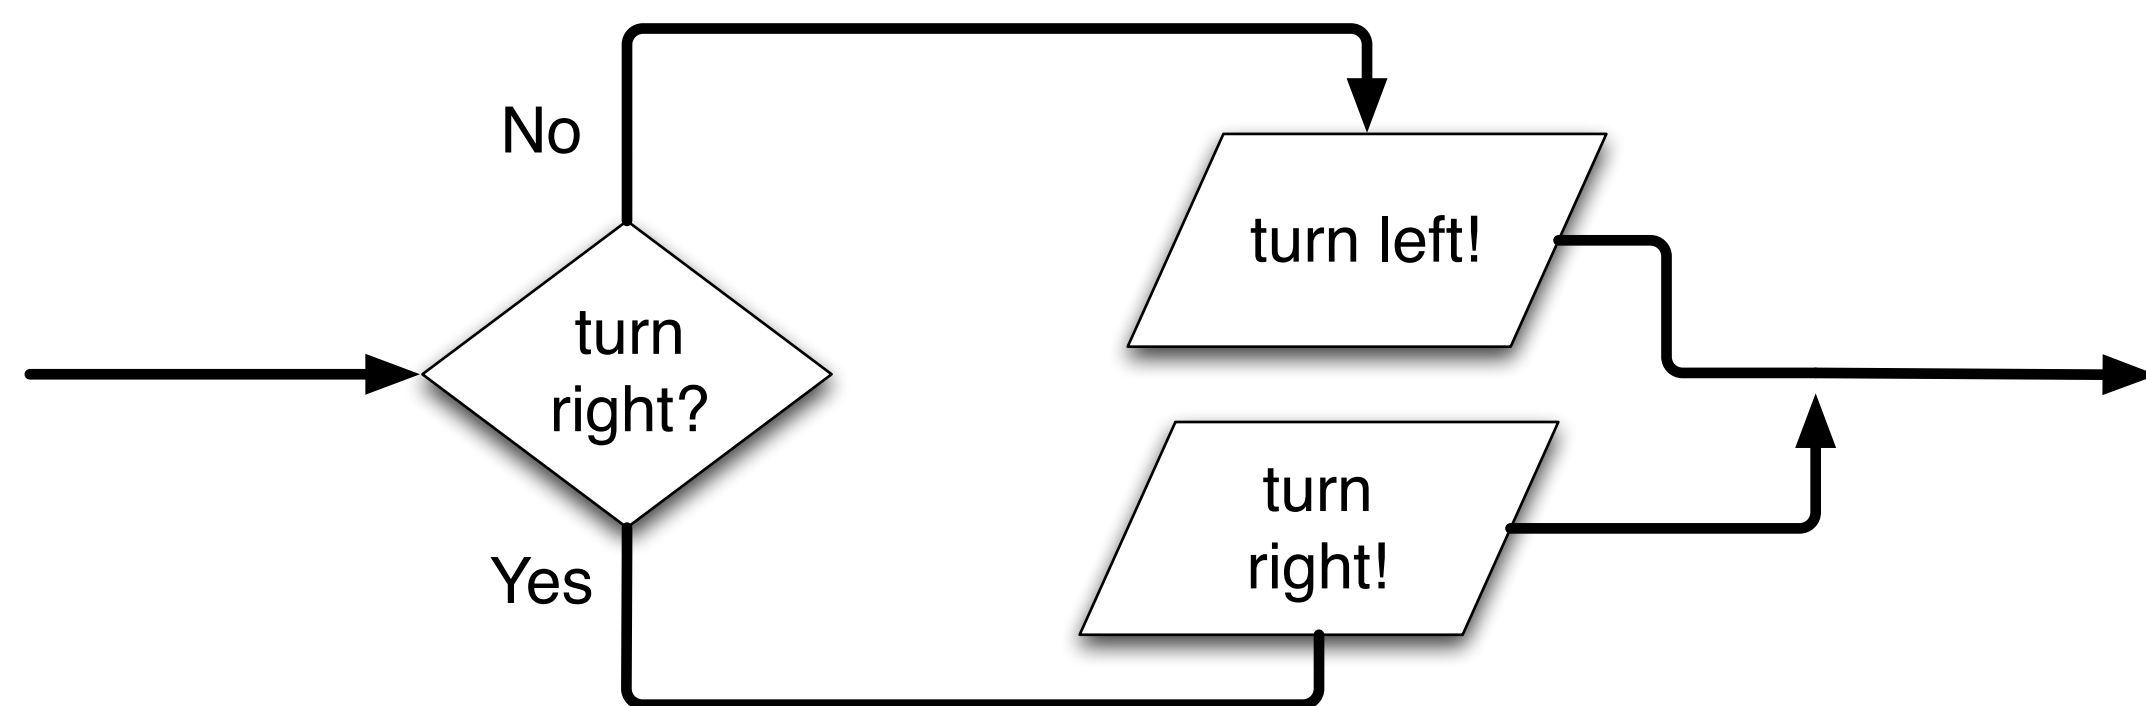 No
turn
right?
Yes
turn left!
turn
right!